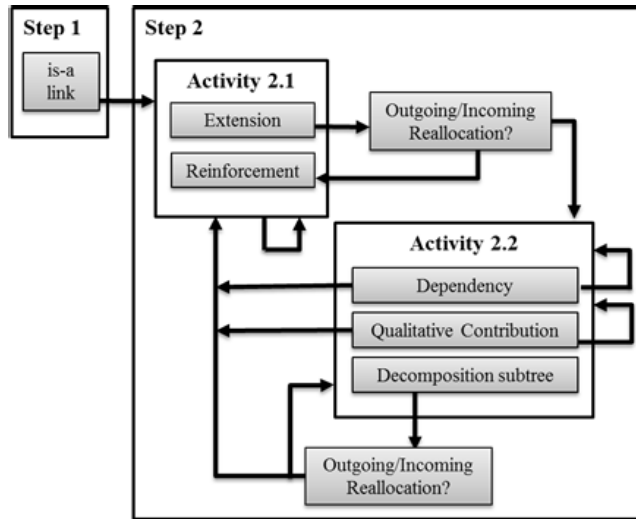 Step 1
is-a
link
Step 2
Activity 2.1
Extension
Reinforcement
Outgoing/Incoming
Reallocation?
Activity 2.2
Dependency
Qualitative Contribution
Decomposition subtree
Outgoing/Incoming
Reallocation?